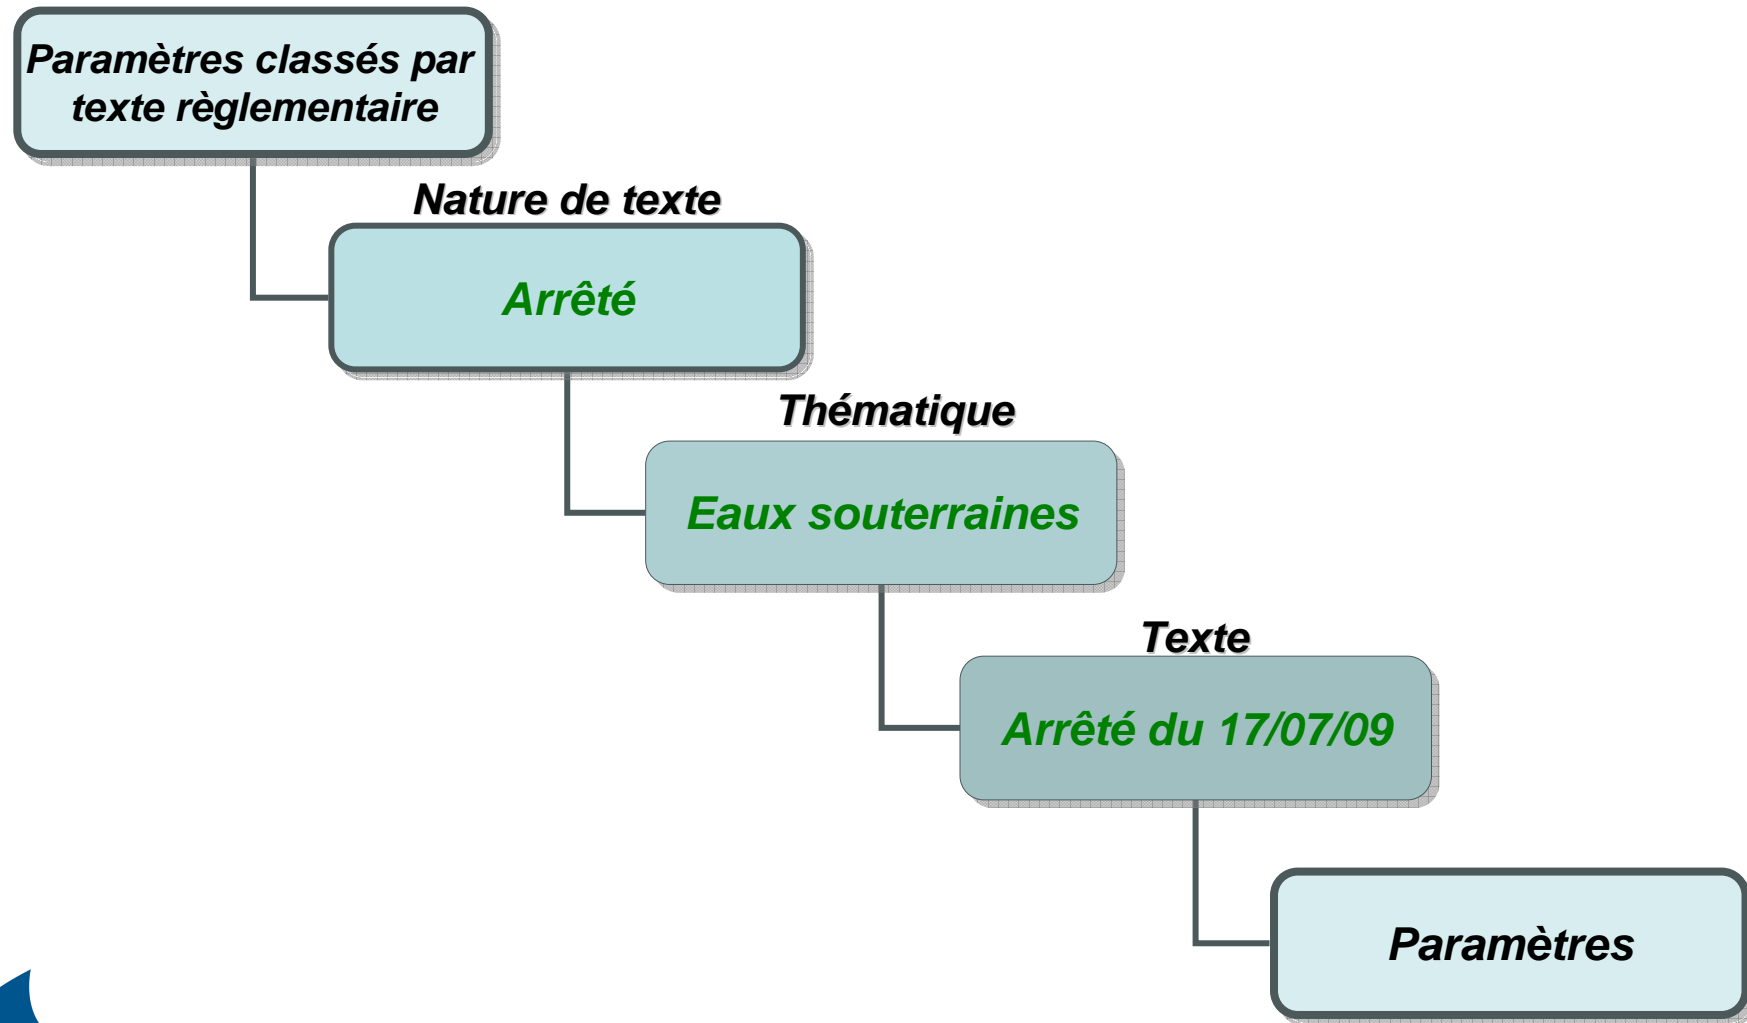 Paramètres classés par
texte règlementaire
Nature de texte
Arrêté
Thématique
Eaux souterraines
Texte
Arrêté du 17/07/09
Paramètres